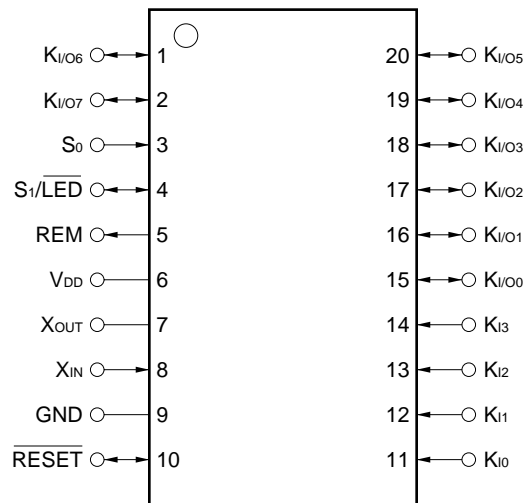 KI/O6 1 20 KI/O5
KI/O7 2 19 KI/O4
S0 3 18 KI/O3
S1/LED 4 17 KI/O2
REM 5 16 KI/O1
VDD 6 15 KI/O0
XOUT 7 14 KI3
XIN 8 13 KI2
GND 9 12 KI1
RESET 10 11 KI0